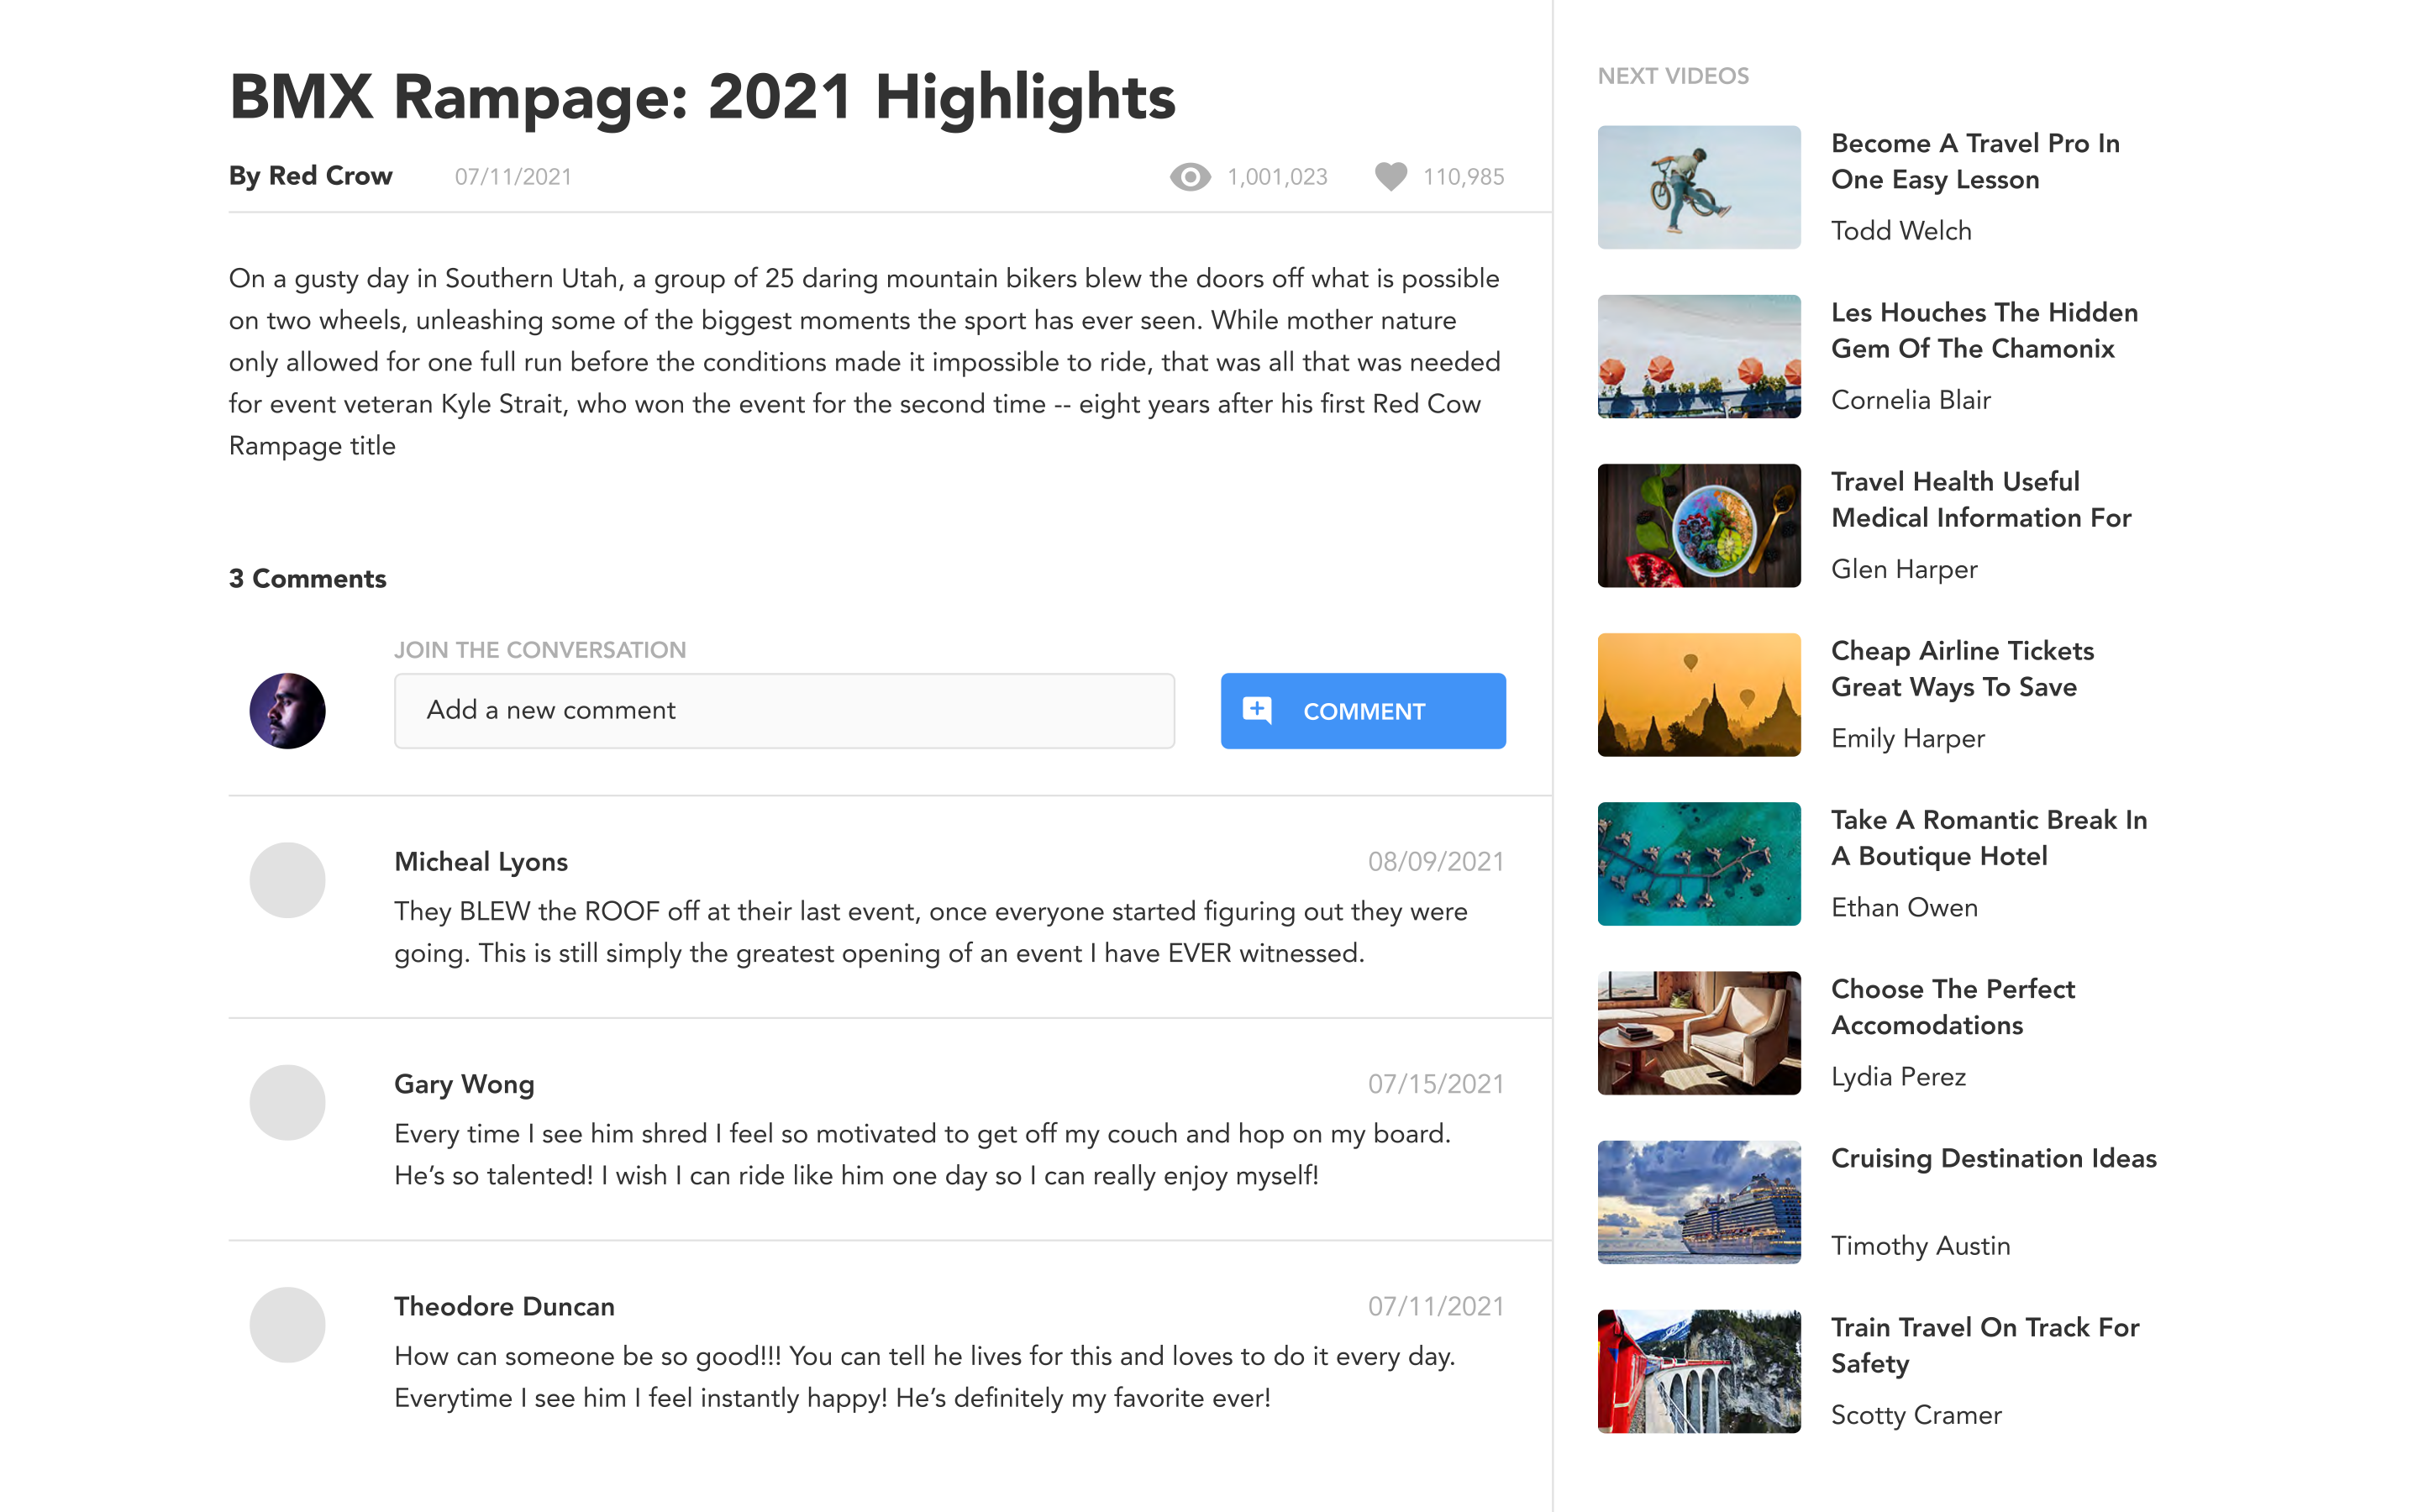 BMX Rampage: 2021 Highlights
By Red Crow
07/11/2021
1,001,023
110,985
On a gusty day in Southern Utah, a group of 25 daring mountain bikers blew the doors off what is possible
on two wheels, unleashing some of the biggest moments the sport has ever seen. While mother nature
only allowed for one full run before the conditions made it impossible to ride, that was all that was needed
for event veteran Kyle Strait, who won the event for the second time -- eight years after his first Red Cow
Rampage title
3 Comments
JOIN THE CONVERSATION
Add a new comment
COMMENT
Micheal Lyons
08/09/2021
They BLEW the ROOF off at their last event, once everyone started figuring out they were
going. This is still simply the greatest opening of an event I have EVER witnessed.
Gary Wong
07/15/2021
Every time I see him shred I feel so motivated to get off my couch and hop on my board.
He’s so talented! I wish I can ride like him one day so I can really enjoy myself!
Theodore Duncan
07/11/2021
How can someone be so good!!! You can tell he lives for this and loves to do it every day.
Everytime I see him I feel instantly happy! He’s definitely my favorite ever!
NEXT VIDEOS
Become A Travel Pro In
One Easy Lesson
Todd Welch
Les Houches The Hidden
Gem Of The Chamonix
Cornelia Blair
Travel Health Useful
Medical Information For
Glen Harper
Cheap Airline Tickets
Great Ways To Save
Emily Harper
Take A Romantic Break In
A Boutique Hotel
Ethan Owen
Choose The Perfect
Accomodations
Lydia Perez
Cruising Destination Ideas
Timothy Austin
Train Travel On Track For
Safety
Scotty Cramer